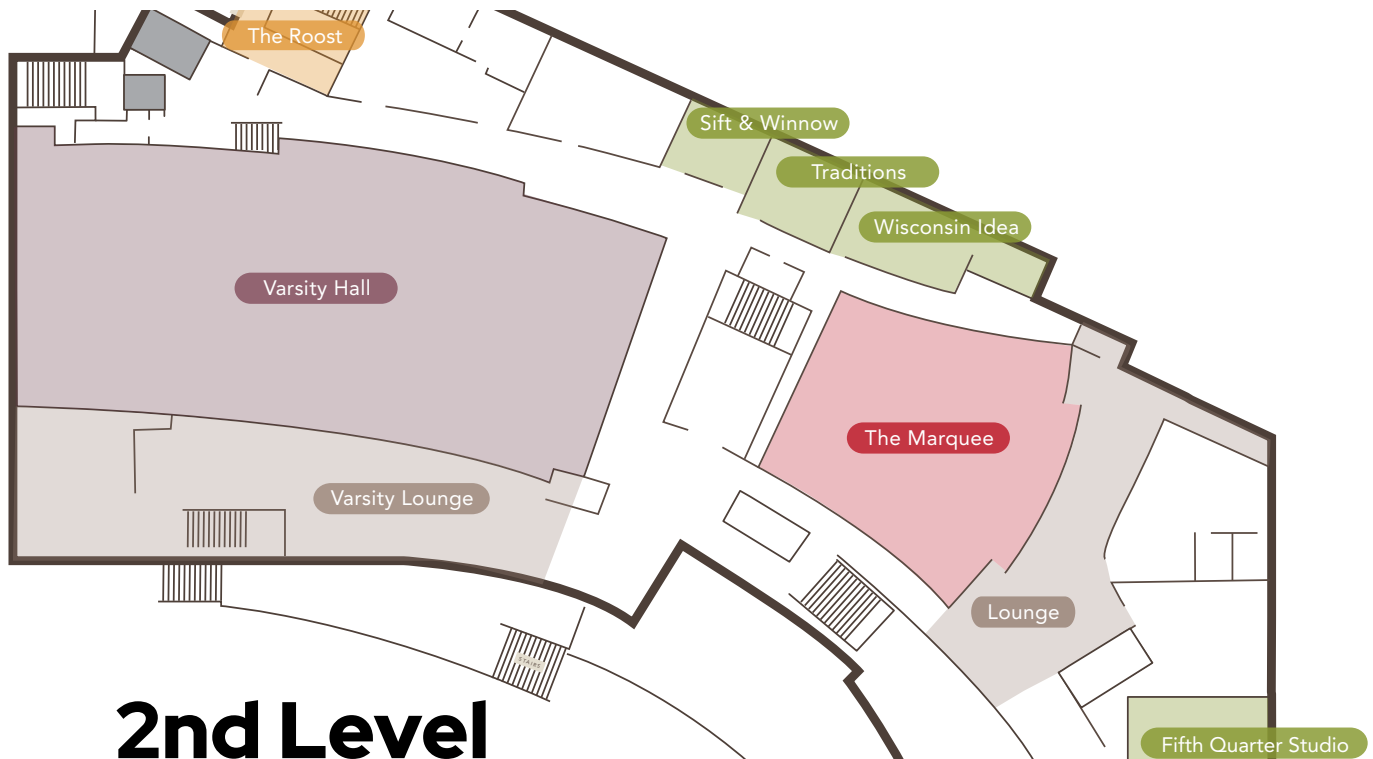 The Roost
Sift & Winnow
Traditions
Wisconsin Idea
Varsity Hall
The Marquee
Varsity Lounge
Lounge
STAIRS
2nd Level
Fifth Quarter Studio